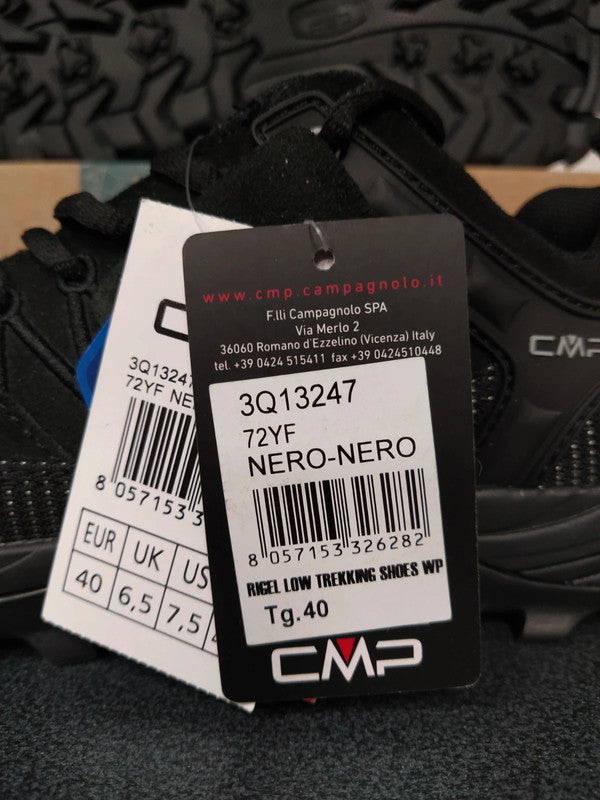 www.cmp.campagnolo.it
F.lli Campagnolo SPA
Via Merlo 2
36060 Romano d'Ezzelino (Vicenza) Italy
tel. +39 0424 515411 fax +39 0424510448
3Q13247
72YF
NERO-NERO
8 057153 326282
RIGEL LOW TREKKING SHOES WP
Tg.40
CMP
3Q13247
72YF NE
8 057153 3
EUR UK US
40 6,5 7,5
CMP